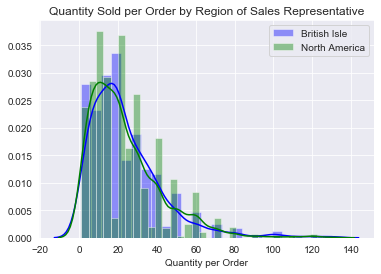 Quantity Sold per Order by Region of Sales Representative
British Isle
North America
0.035
0.030
0.025
0.020
0.015
0.010
0.005
0.000
−20 0 20 40 60 80 100 120 140
Quantity per Order